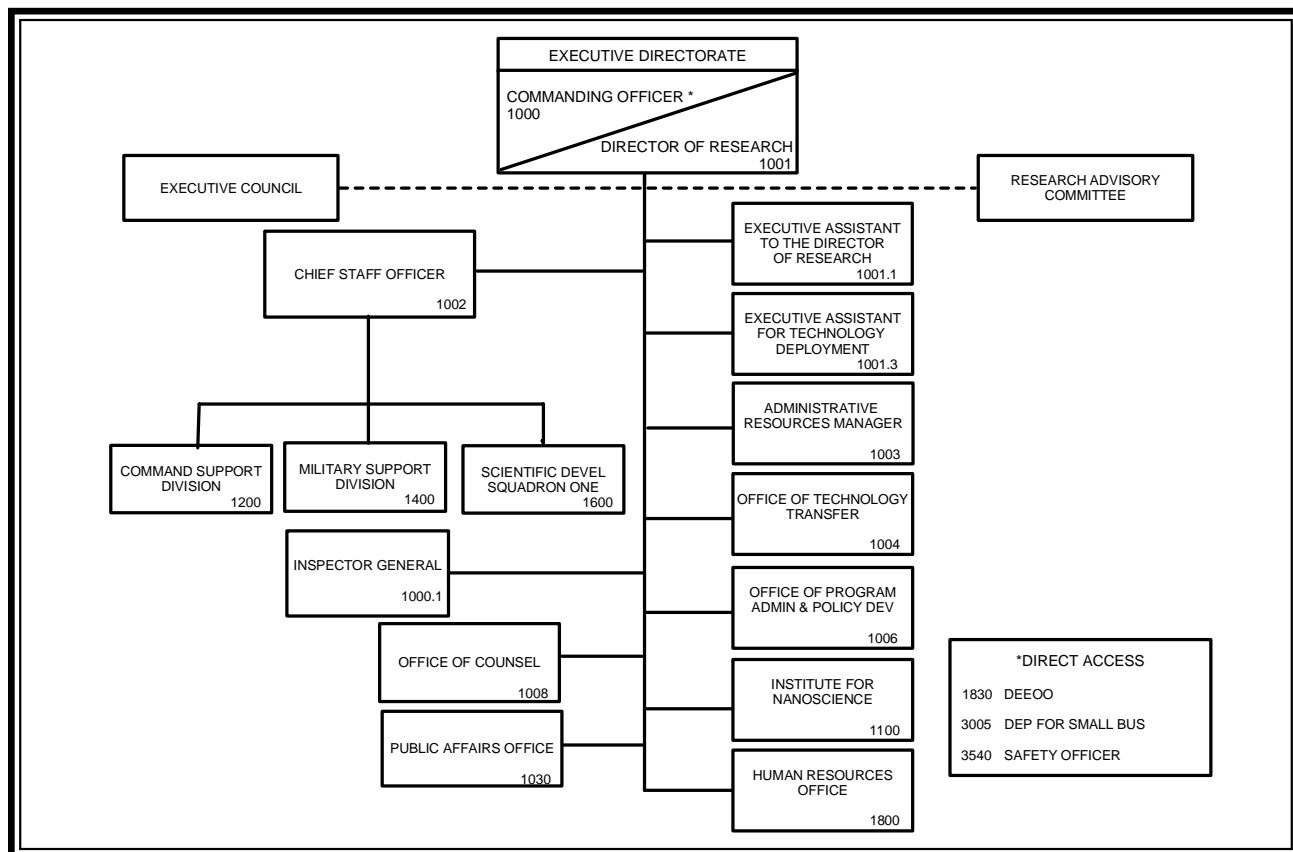 EXECUTIVE DIRECTORATE
COMMANDING OFFICER *
1000
DIRECTOR OF RESEARCH
1001
EXECUTIVE COUNCIL
RESEARCH ADVISORY
COMMITTEE
CHIEF STAFF OFFICER
1002
EXECUTIVE ASSISTANT
TO THE DIRECTOR
OF RESEARCH
1001.1
EXECUTIVE ASSISTANT
FOR TECHNOLOGY
DEPLOYMENT
1001.3
ADMINISTRATIVE
RESOURCES MANAGER
1003
COMMAND SUPPORT
DIVISION
1200
MILITARY SUPPORT
DIVISION
1400
SCIENTIFIC DEVEL
SQUADRON ONE
1600
OFFICE OF TECHNOLOGY
TRANSFER
1004
INSPECTOR GENERAL
1000.1
OFFICE OF PROGRAM
ADMIN & POLICY DEV
1006
OFFICE OF COUNSEL
1008
INSTITUTE FOR
NANOSCIENCE
1100
PUBLIC AFFAIRS OFFICE
1030
HUMAN RESOURCES
OFFICE
1800
*DIRECT ACCESS
1830 DEEOO
3005 DEP FOR SMALL BUS
3540 SAFETY OFFICER